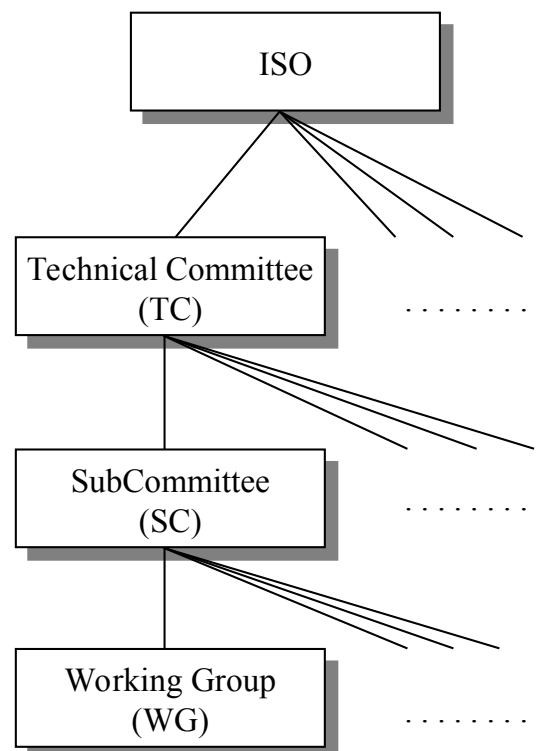 ISO
Technical Committee
(TC)
. . . . . . . .
SubCommittee
(SC)
. . . . . . . .
Working Group
(WG)
. . . . . . . .